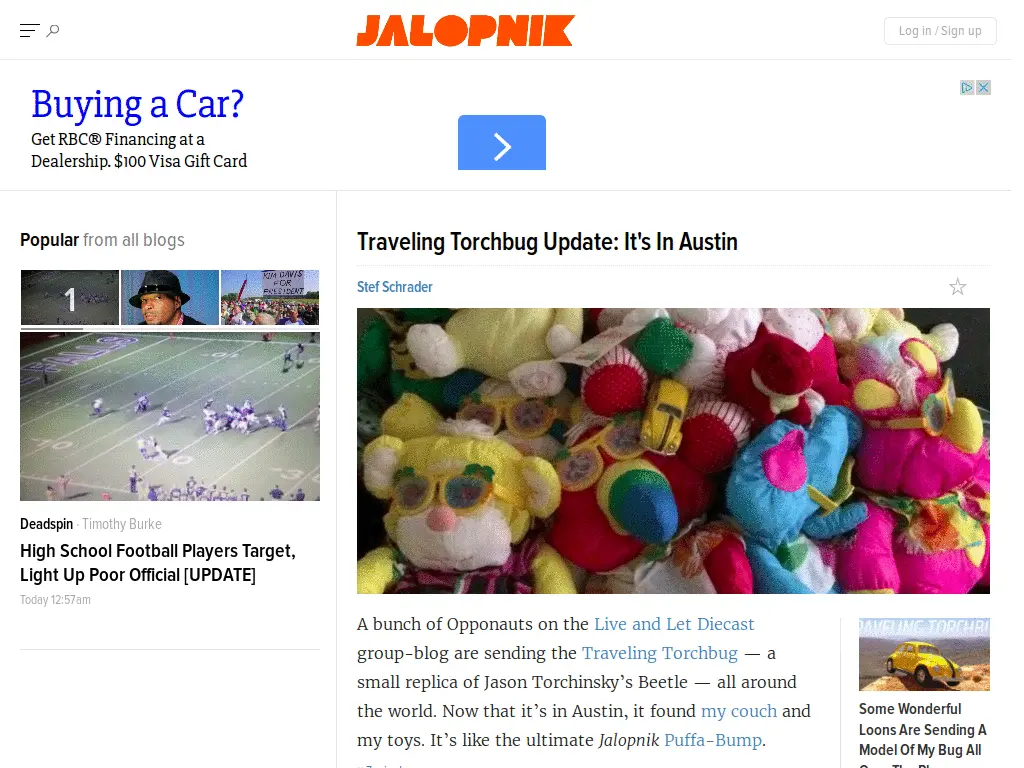 JALOPNIK
Log in / Sign up
Buying a Car?
Get RBC® Financing at a
Dealership. $100 Visa Gift Card
Popular from all blogs
1
KIM DAVIS
FOR
PRESIDENT
Deadspin · Timothy Burke
High School Football Players Target,
Light Up Poor Official [UPDATE]
Today 12:57am
Traveling Torchbug Update: It's In Austin
Stef Schrader
A bunch of Opponauts on the Live and Let Diecast
group-blog are sending the Traveling Torchbug — a
small replica of Jason Torchinsky's Beetle — all around
the world. Now that it's in Austin, it found my couch and
my toys. It's like the ultimate Jalopnik Puffa-Bump.
TRAVELING TORCHBU
Some Wonderful
Loons Are Sending A
Model Of My Bug All